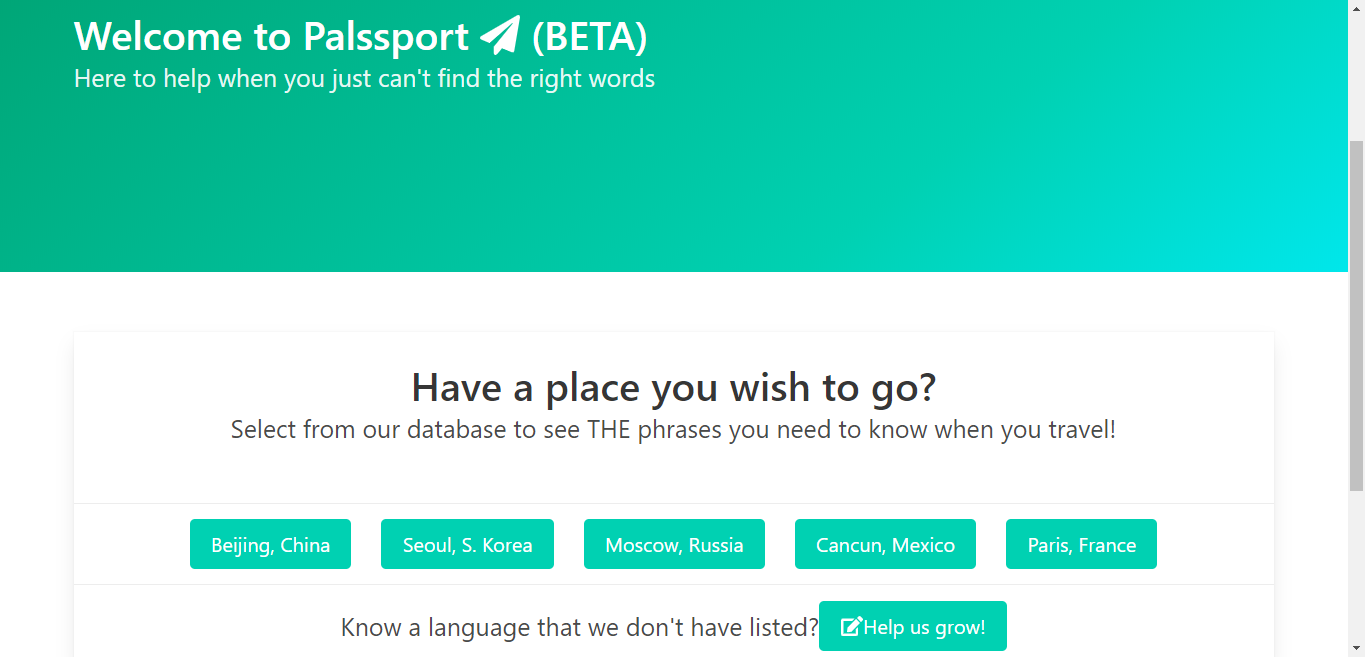 Welcome to Palssport (BETA)
Here to help when you just can't find the right words
Have a place you wish to go?
Select from our database to see THE phrases you need to know when you travel!
Beijing, China Seoul, S. Korea Moscow, Russia Cancun, Mexico Paris, France
Know a language that we don't have listed? Help us grow!